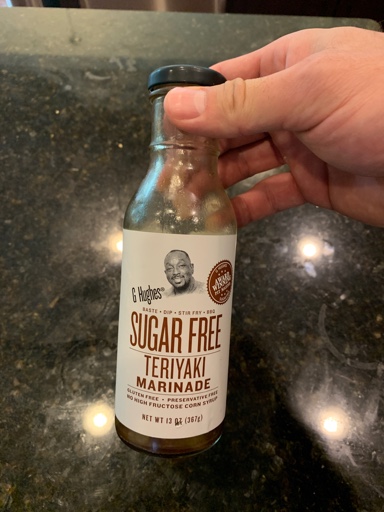 G Hughes®
BASTE • DIP • STIR FRY • BBQ
SUGAR FREE
TERIYAKI
MARINADE
GLUTEN FREE • PRESERVATIVE FREE
NO HIGH FRUCTOSE CORN SYRUP
NET WT 13 OZ (367g)